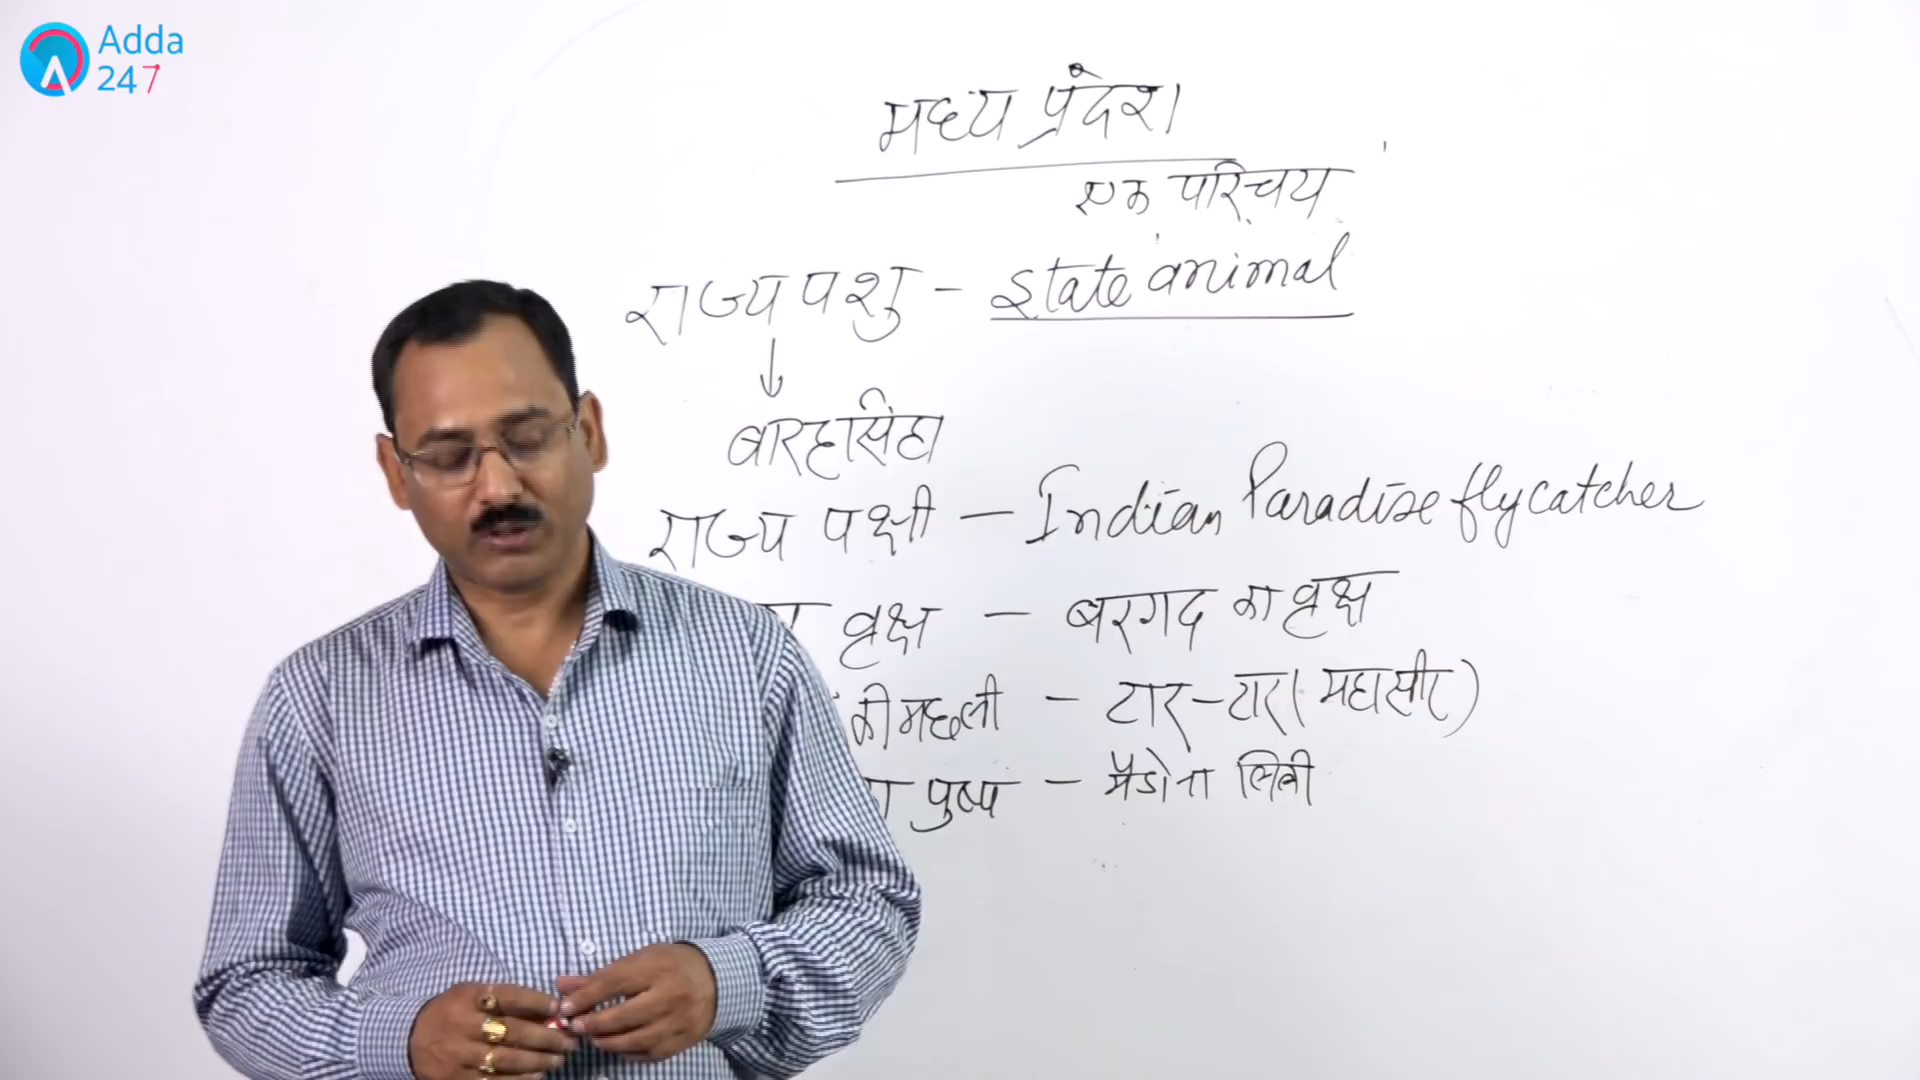 Adda
247
मध्य प्रदेश
एक परिचय
राज्य पशु - State animal
बारहसिंहा
राज्य पक्षी - Indian Paradise flycatcher
वृक्ष - बरगद का वृक्ष
की मछली - टार-टार (महासीर)
पुष्प - मैडोना लिली